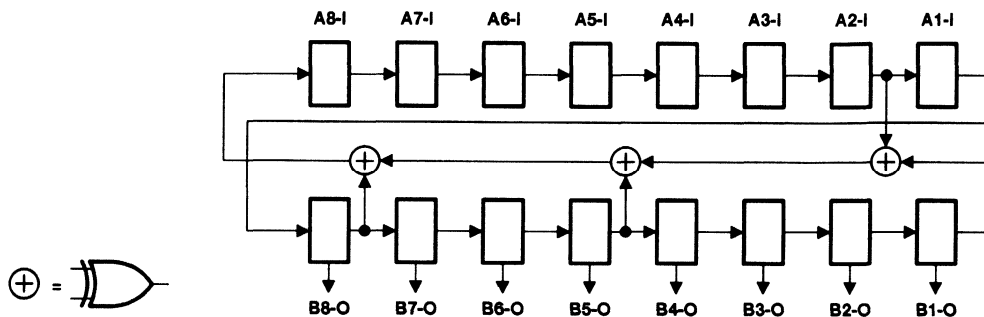 A8-I A7-I A6-I A5-I A4-I A3-I A2-I A1-I
=
B8-O B7-O B6-O B5-O B4-O B3-O B2-O B1-O